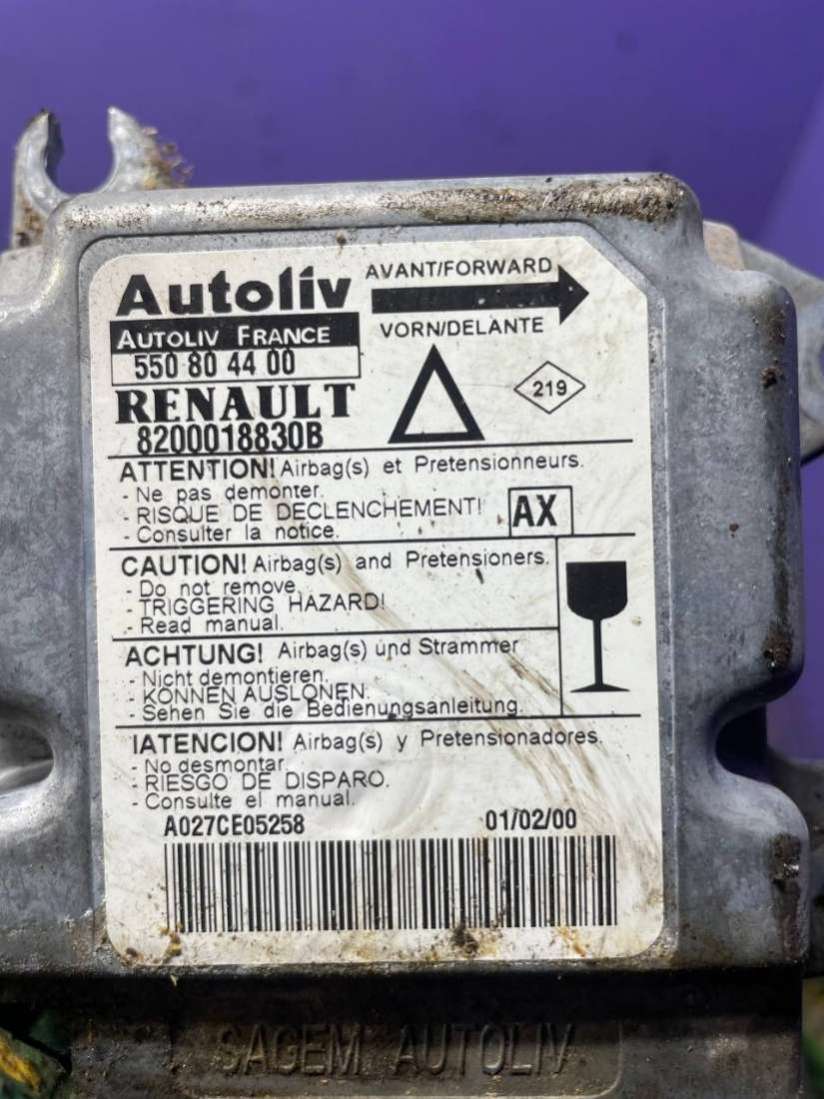 Autoliv
AVANT/FORWARD
AUTOLIV FRANCE
VORN/DELANTE
550 80 44 00
219
RENAULT
8200018830B
ATTENTION! Airbag(s) et Pretensionneurs.
- Ne pas demonter.
- RISQUE DE DECLENCHEMENT!
- Consulter la notice.
AX
CAUTION! Airbag(s) and Pretensioners.
- Do not remove.
- TRIGGERING HAZARD!
- Read manual.
ACHTUNG! Airbag(s) und Strammer
- Nicht demontieren.
- KONNEN AUSLONEN.
- Sehen Sie die Bedienungsanleitung.
IATENCION! Airbag(s) y Pretensionadores.
- No desmontar.
- RIESGO DE DISPARO.
- Consulte el manual.
A027CE05258 01/02/00
SAGEM AUTOLIV